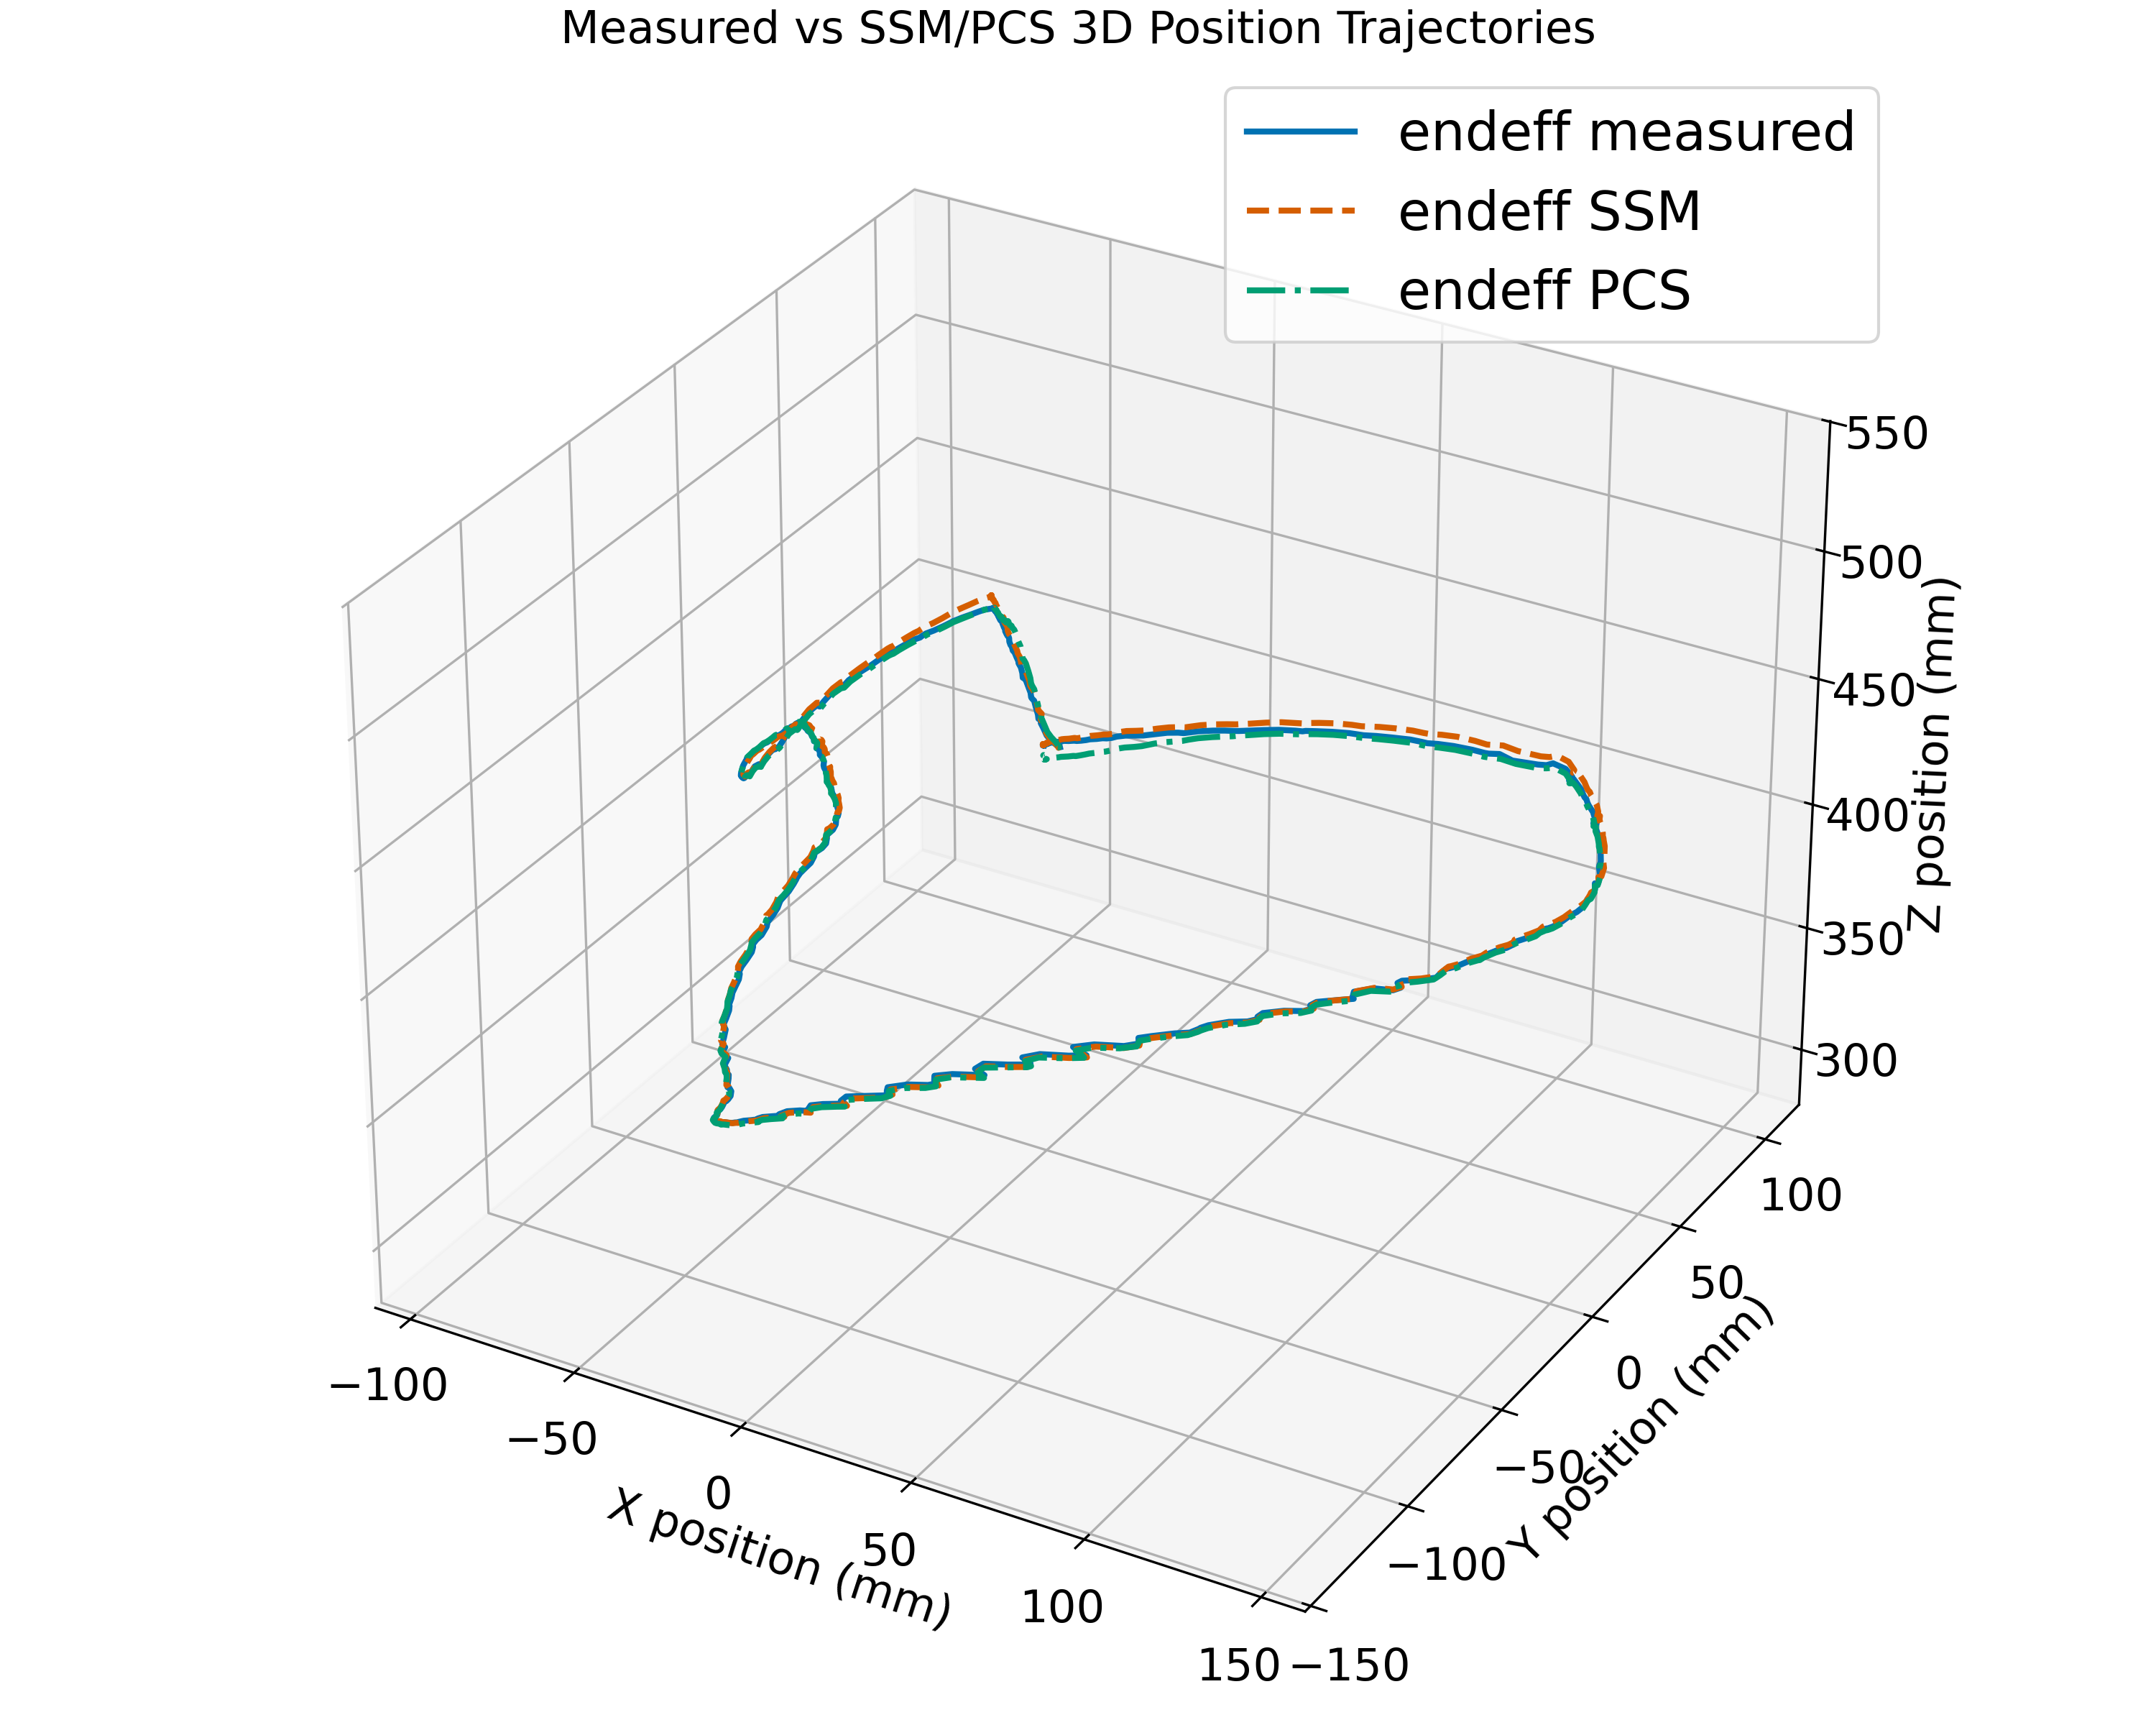 Measured vs SSM/PCS 3D Position Trajectories
endeff measured
endeff SSM
endeff PCS
550
500
450
400
350
300
Z position (mm)
100
50
0
−50
−100
−150
Y position (mm)
−100
−50
0
50
100
150
X position (mm)